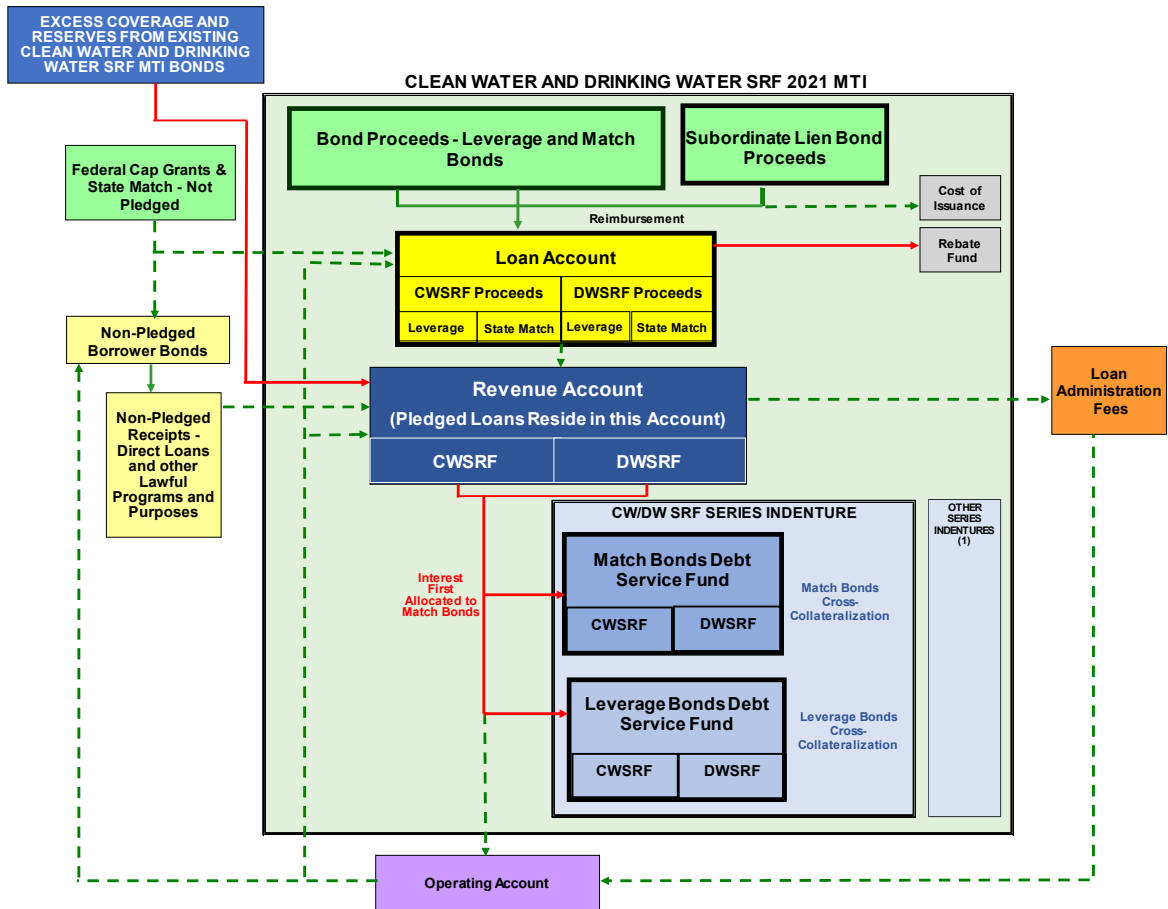 EXCESS COVERAGE AND
RESERVES FROM EXISTING
CLEAN WATER AND DRINKING
WATER SRF MTI BONDS
CLEAN WATER AND DRINKING WATER SRF 2021 MTI
Bond Proceeds - Leverage and Match
Bonds
Subordinate Lien Bond
Proceeds
Federal Cap Grants &
State Match - Not
Pledged
Cost of
Issuance
Reimbursement
Rebate
Fund
Loan Account
CWSRF Proceeds
DWSRF Proceeds
Leverage
State Match
Leverage
State Match
Non-Pledged
Borrower Bonds
Loan
Administration
Fees
Revenue Account
(Pledged Loans Reside in this Account)
CWSRF
DWSRF
Non-Pledged
Receipts -
Direct Loans
and other
Lawful
Programs and
Purposes
CW/DW SRF SERIES INDENTURE
OTHER
SERIES
INDENTURES
(1)
Match Bonds Debt
Service Fund
CWSRF
DWSRF
Match Bonds
Cross-
Collateralization
Interest
First
Allocated to
Match Bonds
Leverage Bonds Debt
Service Fund
CWSRF
DWSRF
Leverage Bonds
Cross-
Collateralization
Operating Account